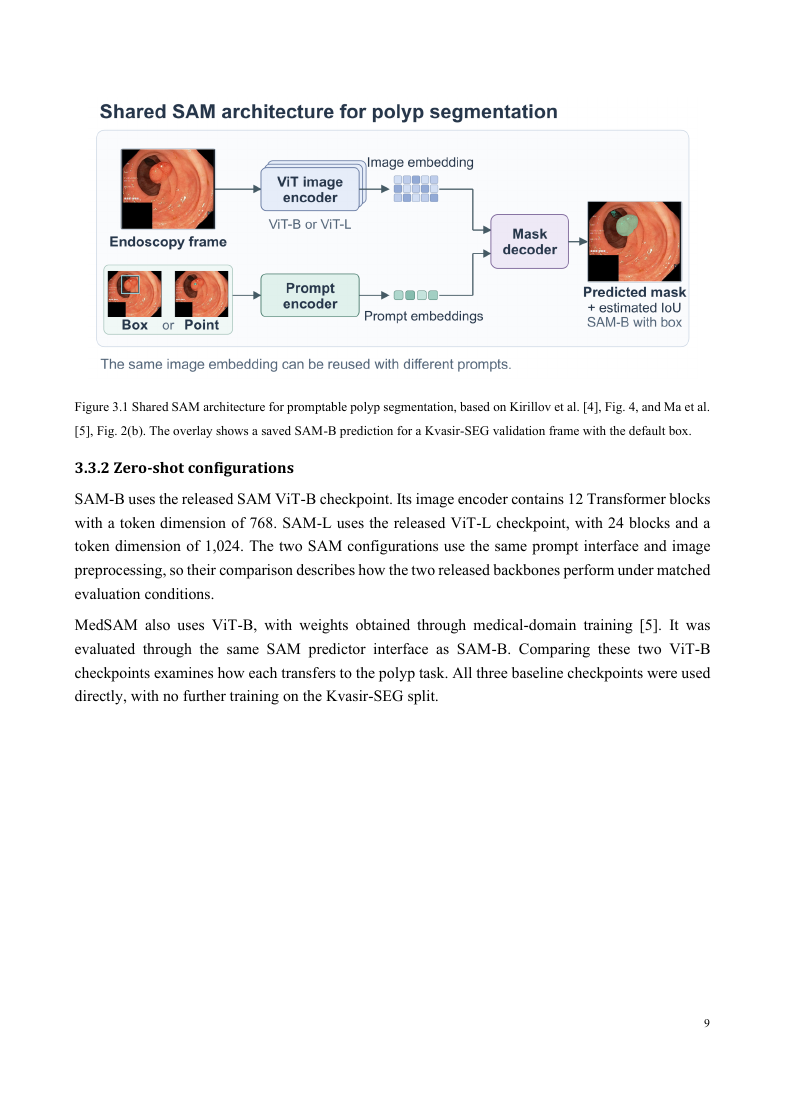 Shared SAM architecture for polyp segmentation
Image embedding
ViT image
encoder
ViT-B or ViT-L
Endoscopy frame
Mask
decoder
Box or Point
Prompt
encoder
Prompt embeddings
Predicted mask
+ estimated IoU
SAM-B with box
The same image embedding can be reused with different prompts.
Figure 3.1 Shared SAM architecture for promptable polyp segmentation, based on Kirillov et al. [4], Fig. 4, and Ma et al.
[5], Fig. 2(b). The overlay shows a saved SAM-B prediction for a Kvasir-SEG validation frame with the default box.
3.3.2 Zero-shot configurations
SAM-B uses the released SAM ViT-B checkpoint. Its image encoder contains 12 Transformer blocks
with a token dimension of 768. SAM-L uses the released ViT-L checkpoint, with 24 blocks and a
token dimension of 1,024. The two SAM configurations use the same prompt interface and image
preprocessing, so their comparison describes how the two released backbones perform under matched
evaluation conditions.
MedSAM also uses ViT-B, with weights obtained through medical-domain training [5]. It was
evaluated through the same SAM predictor interface as SAM-B. Comparing these two ViT-B
checkpoints examines how each transfers to the polyp task. All three baseline checkpoints were used
directly, with no further training on the Kvasir-SEG split.
9